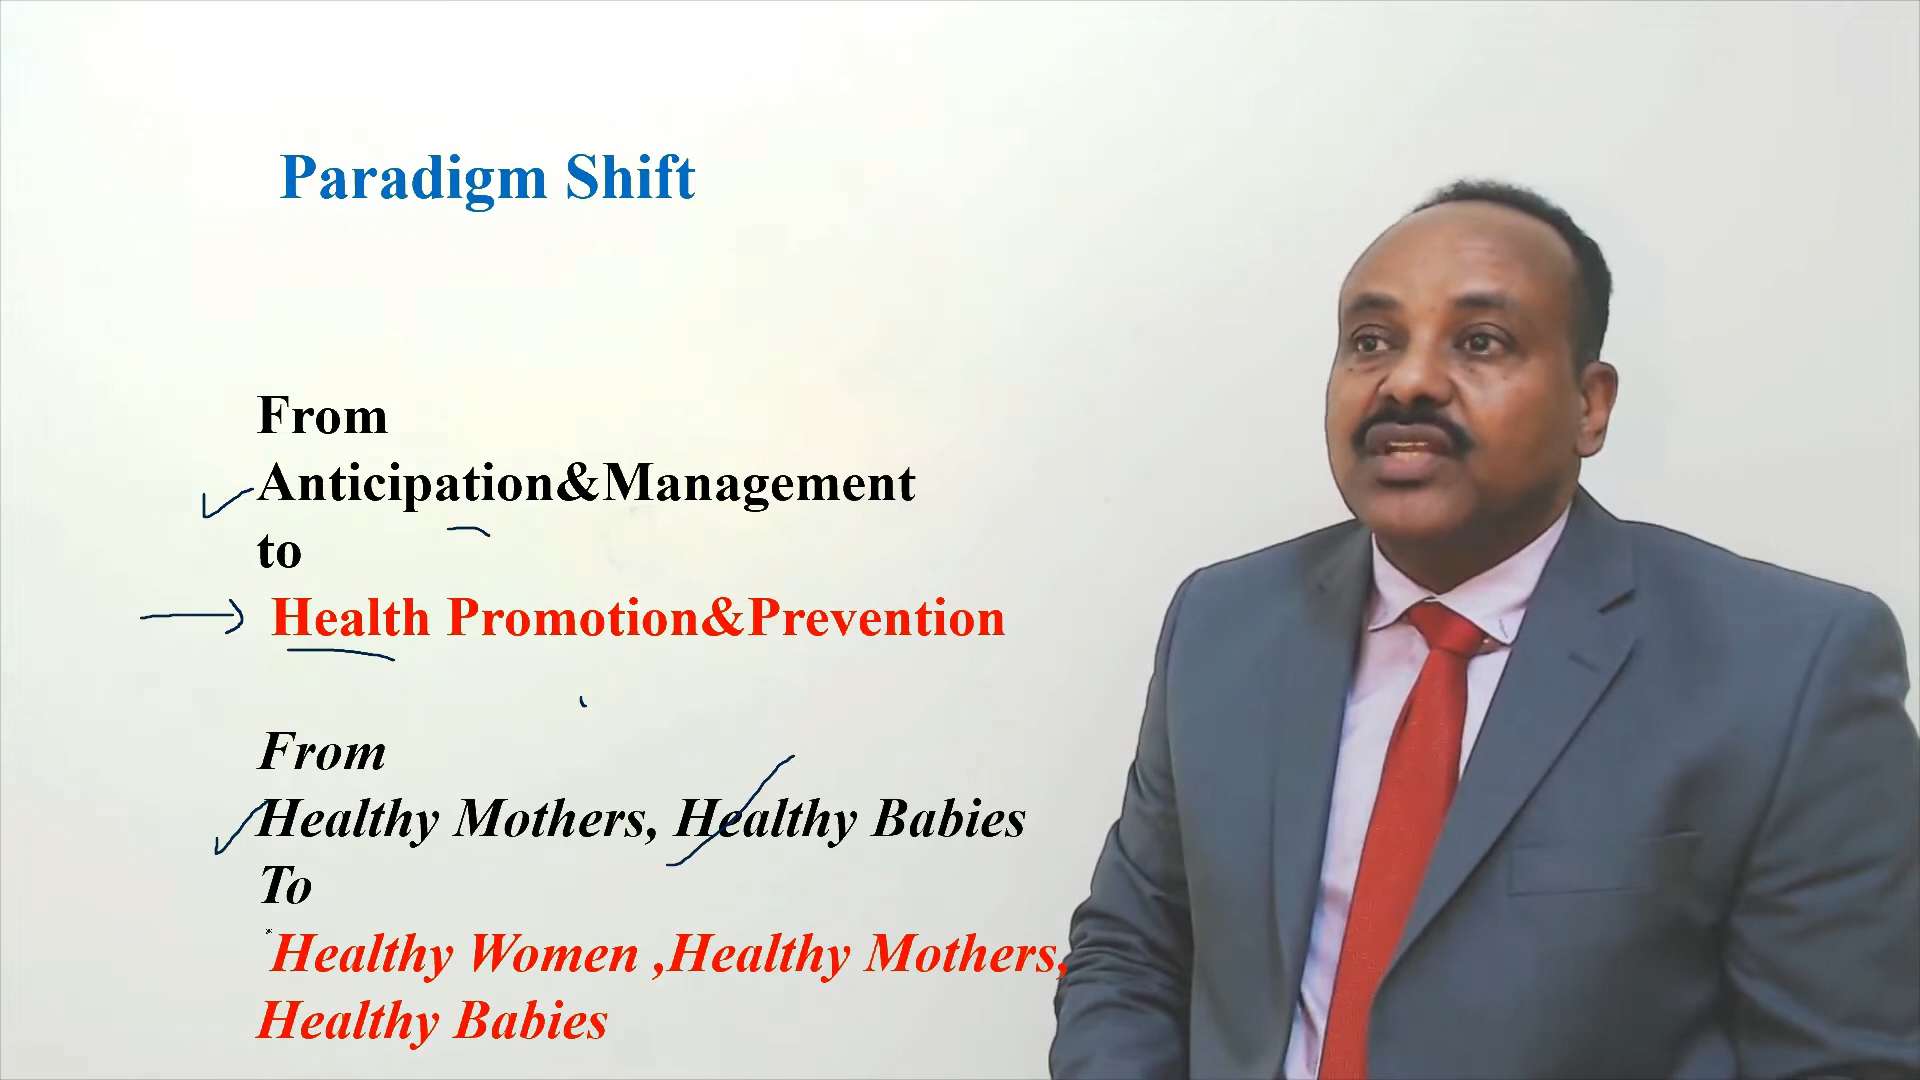 Paradigm Shift
From
Anticipation&Management
to
Health Promotion&Prevention
From
Healthy Mothers, Healthy Babies
To
Healthy Women ,Healthy Mothers,
Healthy Babies